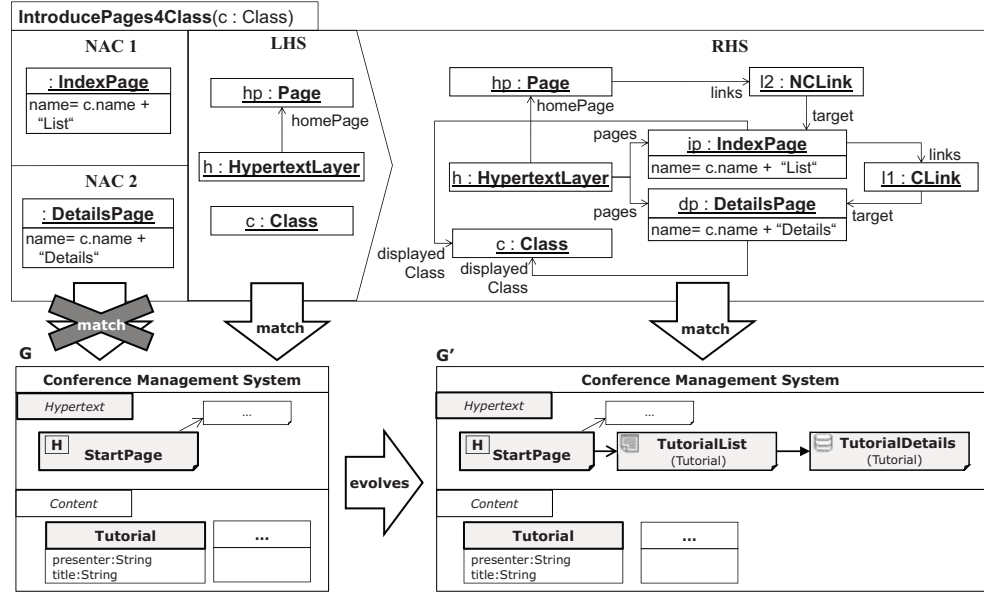 IntroducePages4Class(c : Class)
NAC 1
: IndexPage
name= c.name +
“List“
NAC 2
: DetailsPage
name= c.name +
“Details“
LHS
hp : Page
homePage
h : HypertextLayer
c : Class
RHS
hp : Page
homePage
links
l2 : NCLink
target
pages
ip : IndexPage
name= c.name + “List“
links
l1 : CLink
h : HypertextLayer
pages
dp : DetailsPage
name= c.name + “Details“
target
c : Class
displayed
Class
displayed
Class
match
match
match
G
Conference Management System
Hypertext
...
H
StartPage
Content
Tutorial
presenter:String
title:String
...
evolves
G’
Conference Management System
Hypertext
...
H
StartPage
TutorialList
(Tutorial)
TutorialDetails
(Tutorial)
Content
Tutorial
presenter:String
title:String
...